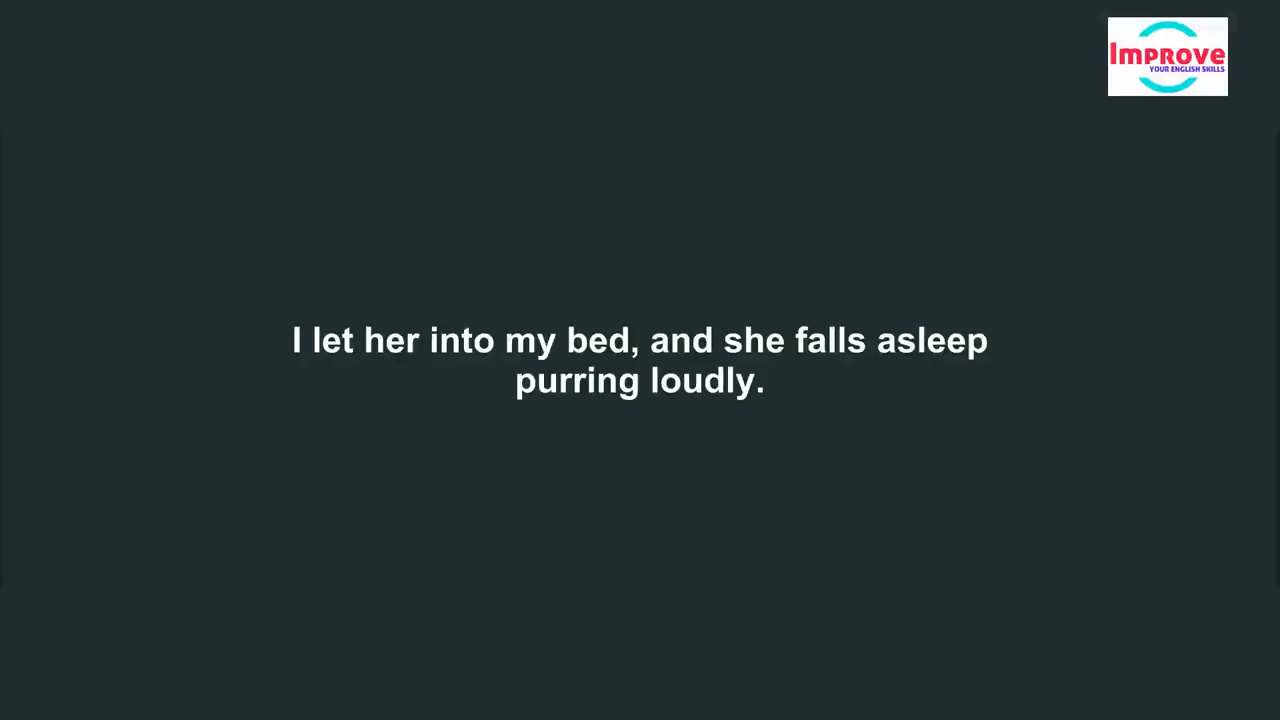 Improve
YOUR ENGLISH SKILLS
I let her into my bed, and she falls asleep
purring loudly.